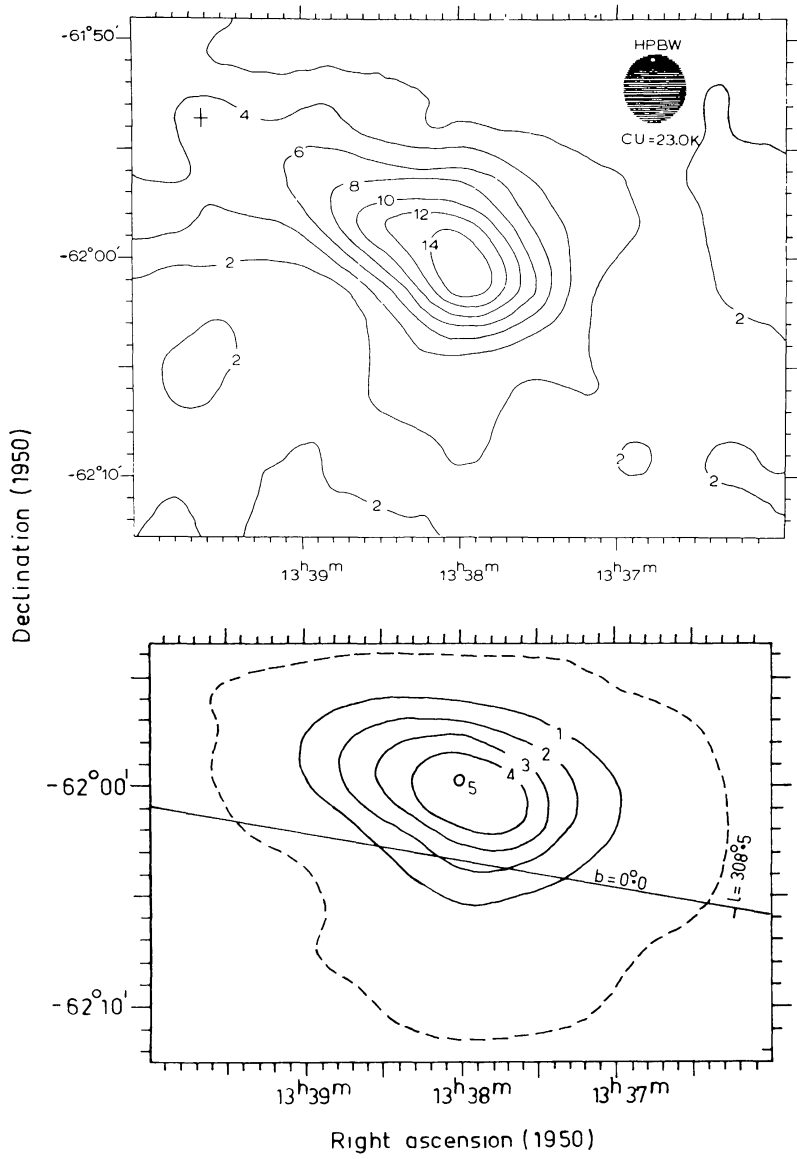 -61°50'
HPBW
CU=23.0K
4
6
8
10
12
14
-62°00'
2
2
2
2
2
2
-62°10'
13ʰ39ᵐ
13ʰ38ᵐ
13ʰ37ᵐ
Declination (1950)
1
2
3
4
5
-62°00'
b=0°.0
l=308°.5
-62°10'
13ʰ39ᵐ
13ʰ38ᵐ
13ʰ37ᵐ
Right ascension (1950)